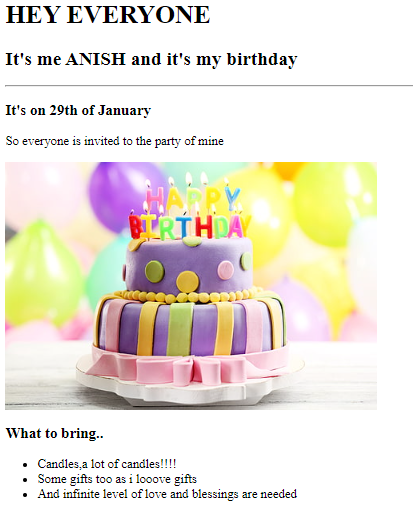 HEY EVERYONE
It's me ANISH and it's my birthday
It's on 29th of January
So everyone is invited to the party of mine
HAPPY
BIRTHDAY
What to bring..
Candles,a lot of candles!!!!
Some gifts too as i looove gifts
And infinite level of love and blessings are needed